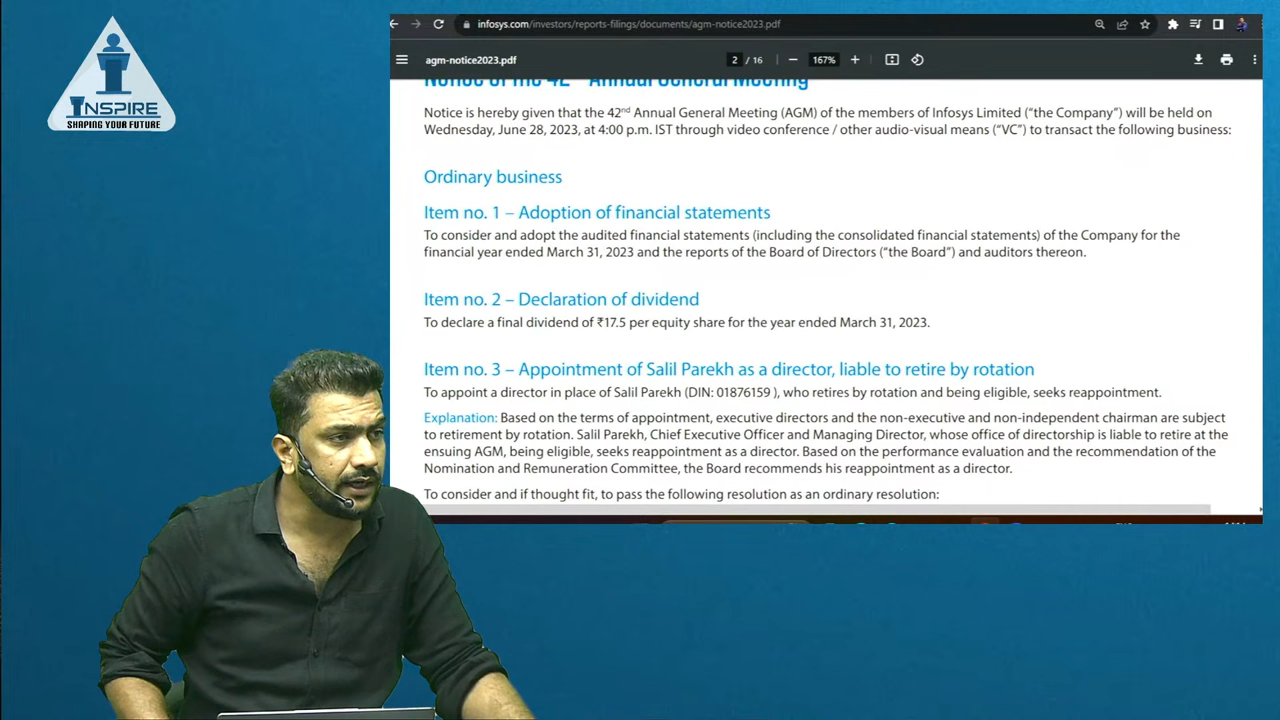 INSPIRE
SHAPING YOUR FUTURE
infosys.com/investors/reports-filings/documents/agm-notice2023.pdf
agm-notice2023.pdf
2 / 16
167%
Notice of the 42nd Annual General Meeting
Notice is hereby given that the 42nd Annual General Meeting (AGM) of the members of Infosys Limited (“the Company”) will be held on
Wednesday, June 28, 2023, at 4:00 p.m. IST through video conference / other audio-visual means (“VC”) to transact the following business:
Ordinary business
Item no. 1 – Adoption of financial statements
To consider and adopt the audited financial statements (including the consolidated financial statements) of the Company for the
financial year ended March 31, 2023 and the reports of the Board of Directors (“the Board”) and auditors thereon.
Item no. 2 – Declaration of dividend
To declare a final dividend of ₹17.5 per equity share for the year ended March 31, 2023.
Item no. 3 – Appointment of Salil Parekh as a director, liable to retire by rotation
To appoint a director in place of Salil Parekh (DIN: 01876159 ), who retires by rotation and being eligible, seeks reappointment.
Explanation: Based on the terms of appointment, executive directors and the non-executive and non-independent chairman are subject
to retirement by rotation. Salil Parekh, Chief Executive Officer and Managing Director, whose office of directorship is liable to retire at the
ensuing AGM, being eligible, seeks reappointment as a director. Based on the performance evaluation and the recommendation of the
Nomination and Remuneration Committee, the Board recommends his reappointment as a director.
To consider and if thought fit, to pass the following resolution as an ordinary resolution: